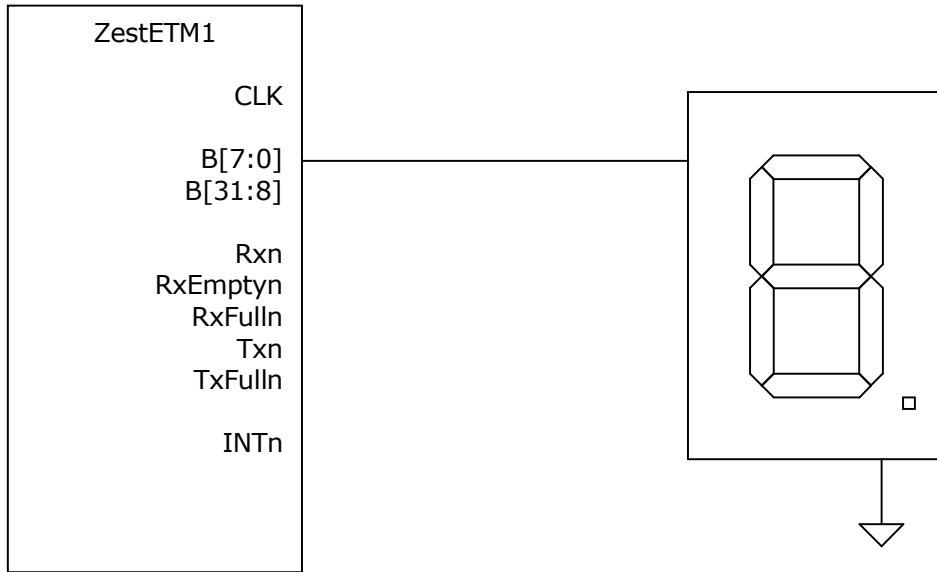 ZestETM1
CLK
B[7:0]
B[31:8]
Rxn
RxEmptyn
RxFulln
Txn
TxFulln
INTn